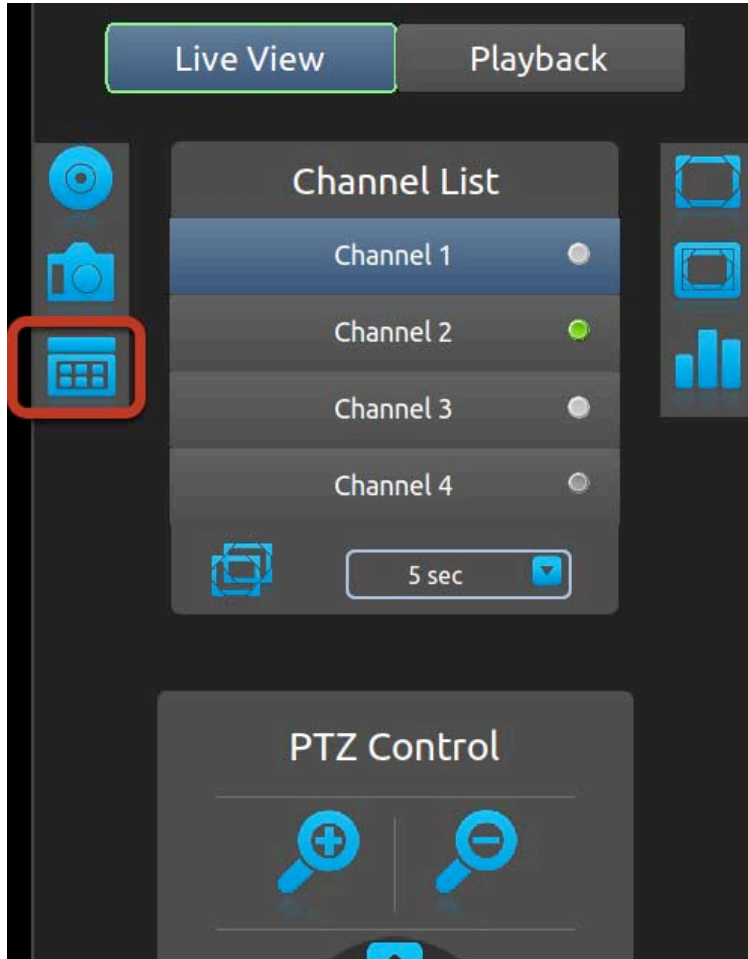 Live View
Playback
Channel List
Channel 1
Channel 2
Channel 3
Channel 4
5 sec
PTZ Control